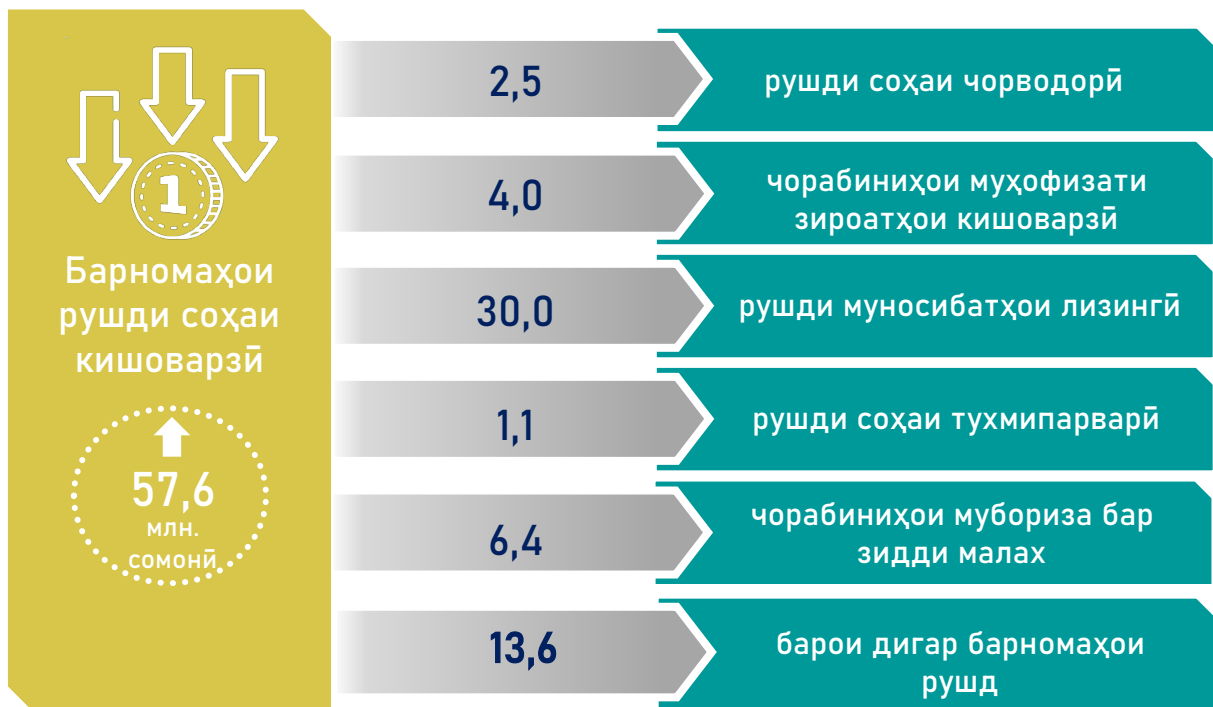 1
Барномаҳои
рушди соҳаи
кишоварзӣ
57,6
млн.
сомонӣ
2,5
рушди соҳаи чорводорӣ
4,0
чорабиниҳои муҳофизати
зироатҳои кишоварзӣ
30,0
рушди муносибатҳои лизингӣ
1,1
рушди соҳаи тухмипарварӣ
6,4
чорабиниҳои мубориза бар
зидди малах
13,6
барои дигар барномаҳои
рушд